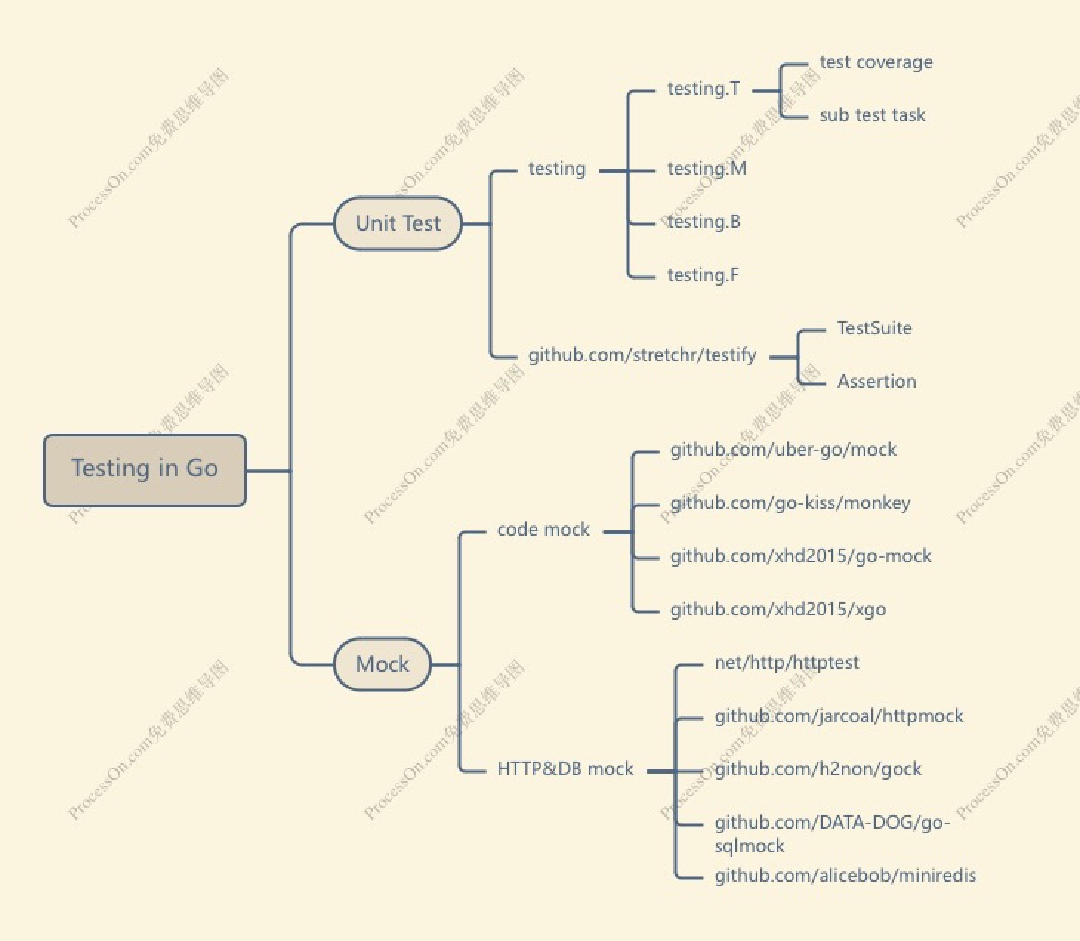 test coverage
testing.T
sub test task
testing
testing.M
Unit Test
testing.B
testing.F
TestSuite
github.com/stretchr/testify
Assertion
Testing in Go
github.com/uber-go/mock
github.com/go-kiss/monkey
code mock
github.com/xhd2015/go-mock
github.com/xhd2015/xgo
Mock
net/http/httptest
github.com/jarcoal/httpmock
HTTP&DB mock
github.com/h2non/gock
github.com/DATA-DOG/go-
sqlmock
github.com/alicebob/miniredis
ProcessOn.com免费思维导图
ProcessOn.com免费思维导图
ProcessOn.com免费思维导图
ProcessOn.com免费思维导图
ProcessOn.com免费思维导图
ProcessOn.com免费思维导图
ProcessOn.com免费思维导图
ProcessOn.com免费思维导图
ProcessOn.com免费思维导图
ProcessOn.com免费思维导图
ProcessOn.com免费思维导图
ProcessOn.com免费思维导图